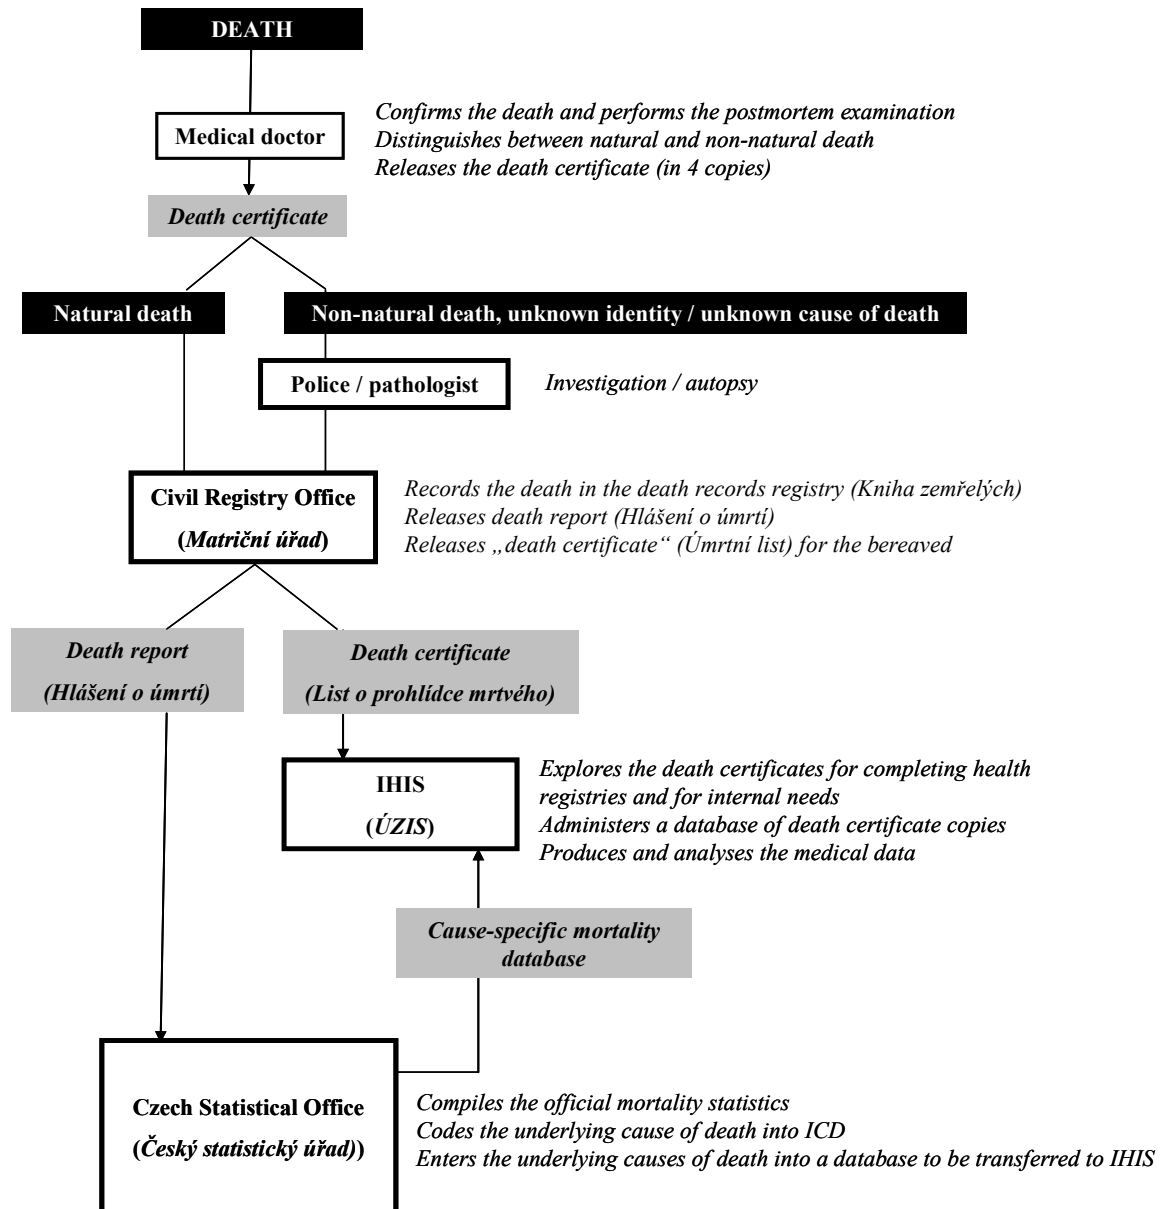 DEATH
Confirms the death and performs the postmortem examination
Medical doctor
Distinguishes between natural and non-natural death
Releases the death certificate (in 4 copies)
Death certificate
Natural death
Non-natural death, unknown identity / unknown cause of death
Police / pathologist
Investigation / autopsy
Civil Registry Office
(Matriční úřad)
Records the death in the death records registry (Kniha zemřelých)
Releases death report (Hlášení o úmrtí)
Releases „death certificate“ (Úmrtní list) for the bereaved
Death report
(Hlášení o úmrtí)
Death certificate
(List o prohlídce mrtvého)
IHIS
(ÚZIS)
Explores the death certificates for completing health
registries and for internal needs
Administers a database of death certificate copies
Produces and analyses the medical data
Cause-specific mortality
database
Czech Statistical Office
(Český statistický úřad))
Compiles the official mortality statistics
Codes the underlying cause of death into ICD
Enters the underlying causes of death into a database to be transferred to IHIS